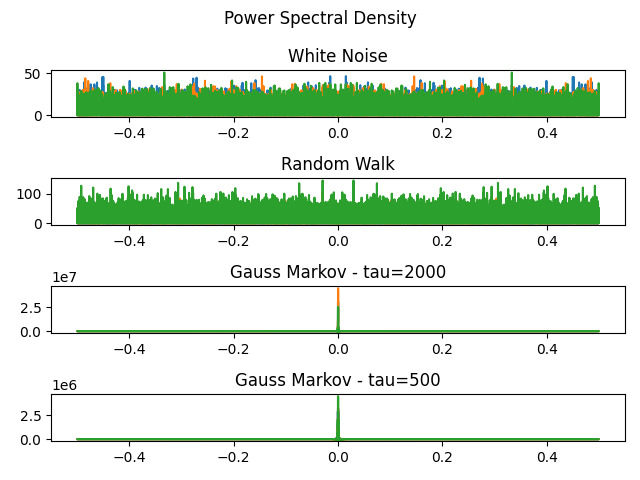 Power Spectral Density
White Noise
50
0
−0.4 −0.2 0.0 0.2 0.4
Random Walk
100
0
−0.4 −0.2 0.0 0.2 0.4
Gauss Markov - tau=2000
1e7
2.5
0.0
−0.4 −0.2 0.0 0.2 0.4
Gauss Markov - tau=500
1e6
2.5
0.0
−0.4 −0.2 0.0 0.2 0.4